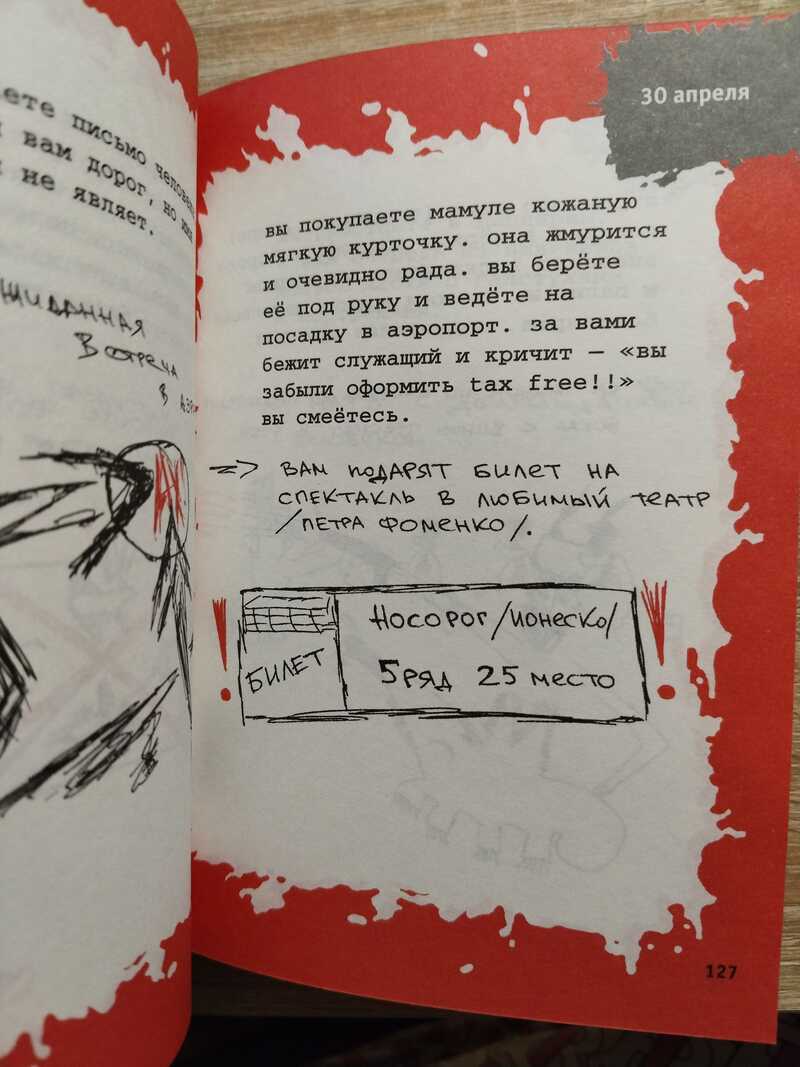 ете письмо челове
вам дорог, но
не являет.
жиданная
встреча
в аэр
30 апреля
вы покупаете мамуле кожаную
мягкую курточку. она жмурится
и очевидно рада. вы берёте
её под руку и ведёте на
посадку в аэропорт. за вами
бежит служащий и кричит — «вы
забыли оформить tax free!!»
вы смеётесь.
=> ВАМ ПОДАРЯТ БИЛЕТ НА
СПЕКТАКЛЬ В ЛЮБИМЫЙ ТЕАТР
/ПЕТРА ФОМЕНКО/.
БИЛЕТ
НОСОРОГ/ИОНЕСКО/
5 РЯД 25 МЕСТО
127